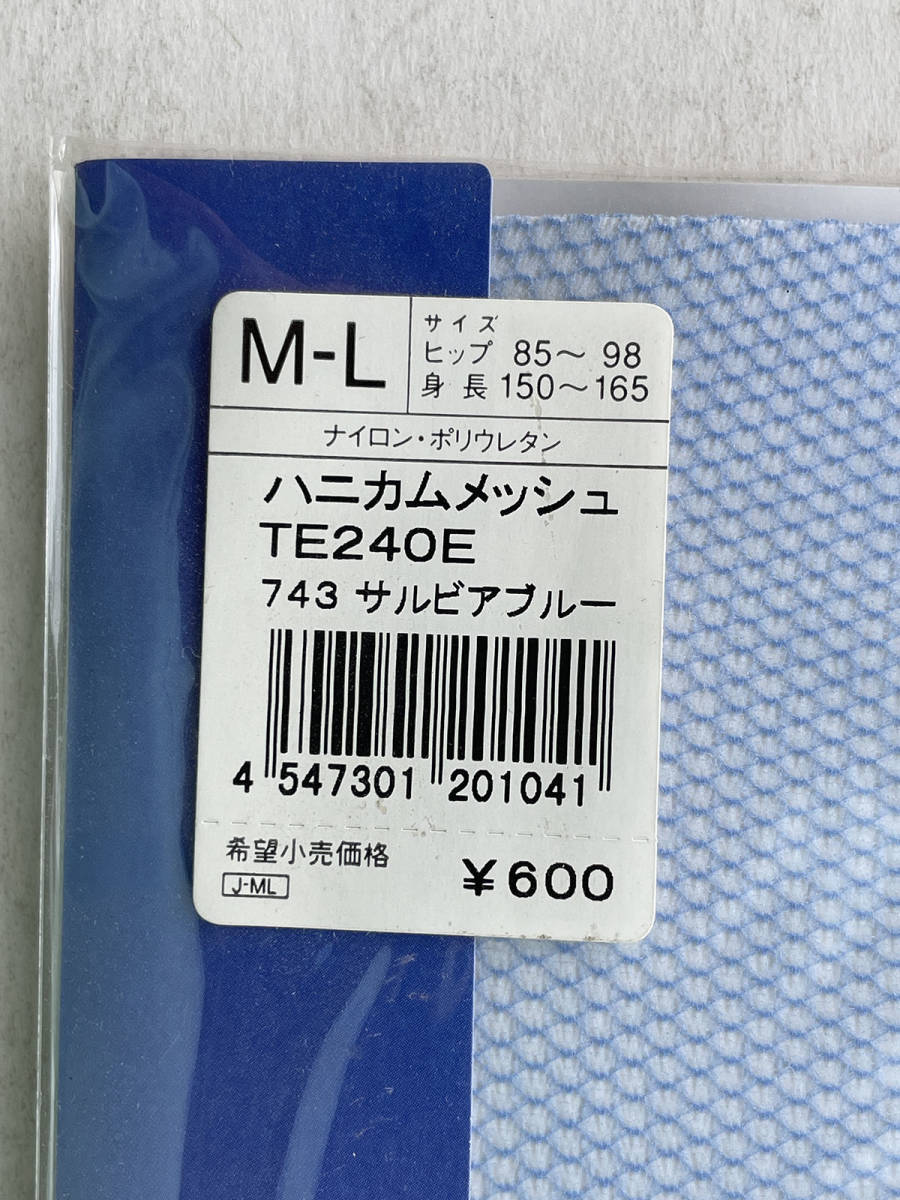 M-L
サイズ
ヒップ 85～ 98
身長 150～165
ナイロン・ポリウレタン
ハニカムメッシュ
TE240E
743 サルビアブルー
4 547301 201041
希望小売価格
J-ML
¥600